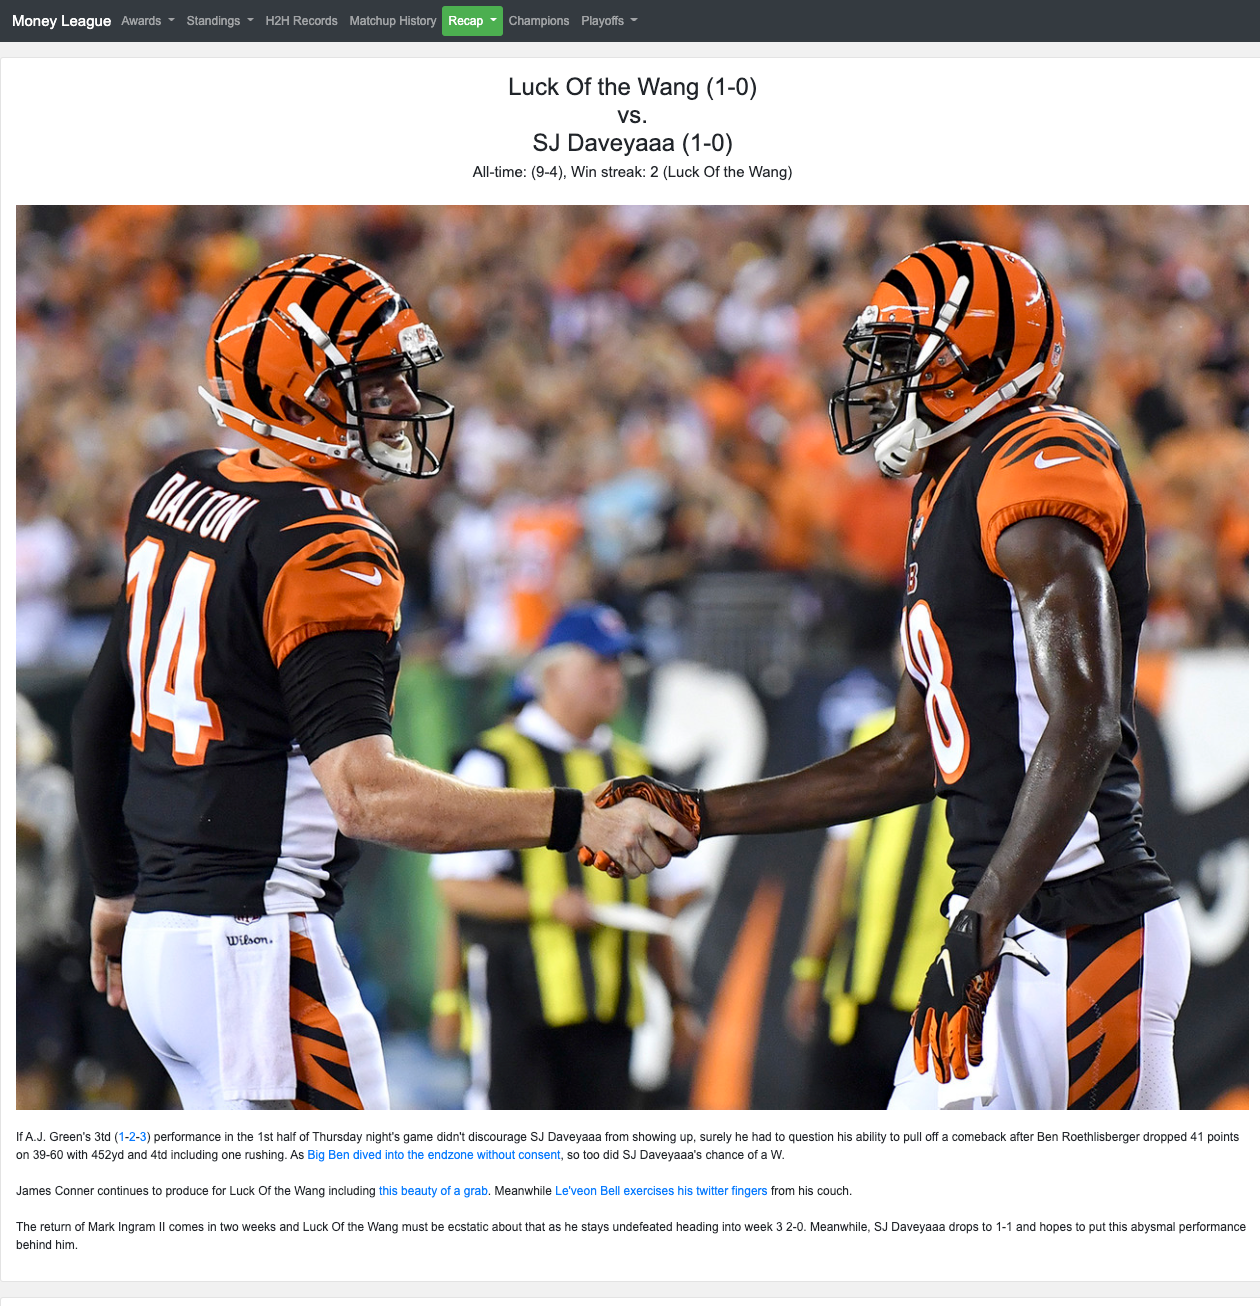 Money League Awards Standings H2H Records Matchup History Recap Champions Playoffs
Luck Of the Wang (1-0)
vs.
SJ Daveyaaa (1-0)
All-time: (9-4), Win streak: 2 (Luck Of the Wang)
DALTON
14
14
8
Wilson.
If A.J. Green's 3td (1-2-3) performance in the 1st half of Thursday night's game didn't discourage SJ Daveyaaa from showing up, surely he had to question his ability to pull off a comeback after Ben Roethlisberger dropped 41 points
on 39-60 with 452yd and 4td including one rushing. As Big Ben dived into the endzone without consent, so too did SJ Daveyaaa's chance of a W.
James Conner continues to produce for Luck Of the Wang including this beauty of a grab. Meanwhile Le'veon Bell exercises his twitter fingers from his couch.
The return of Mark Ingram II comes in two weeks and Luck Of the Wang must be ecstatic about that as he stays undefeated heading into week 3 2-0. Meanwhile, SJ Daveyaaa drops to 1-1 and hopes to put this abysmal performance
behind him.